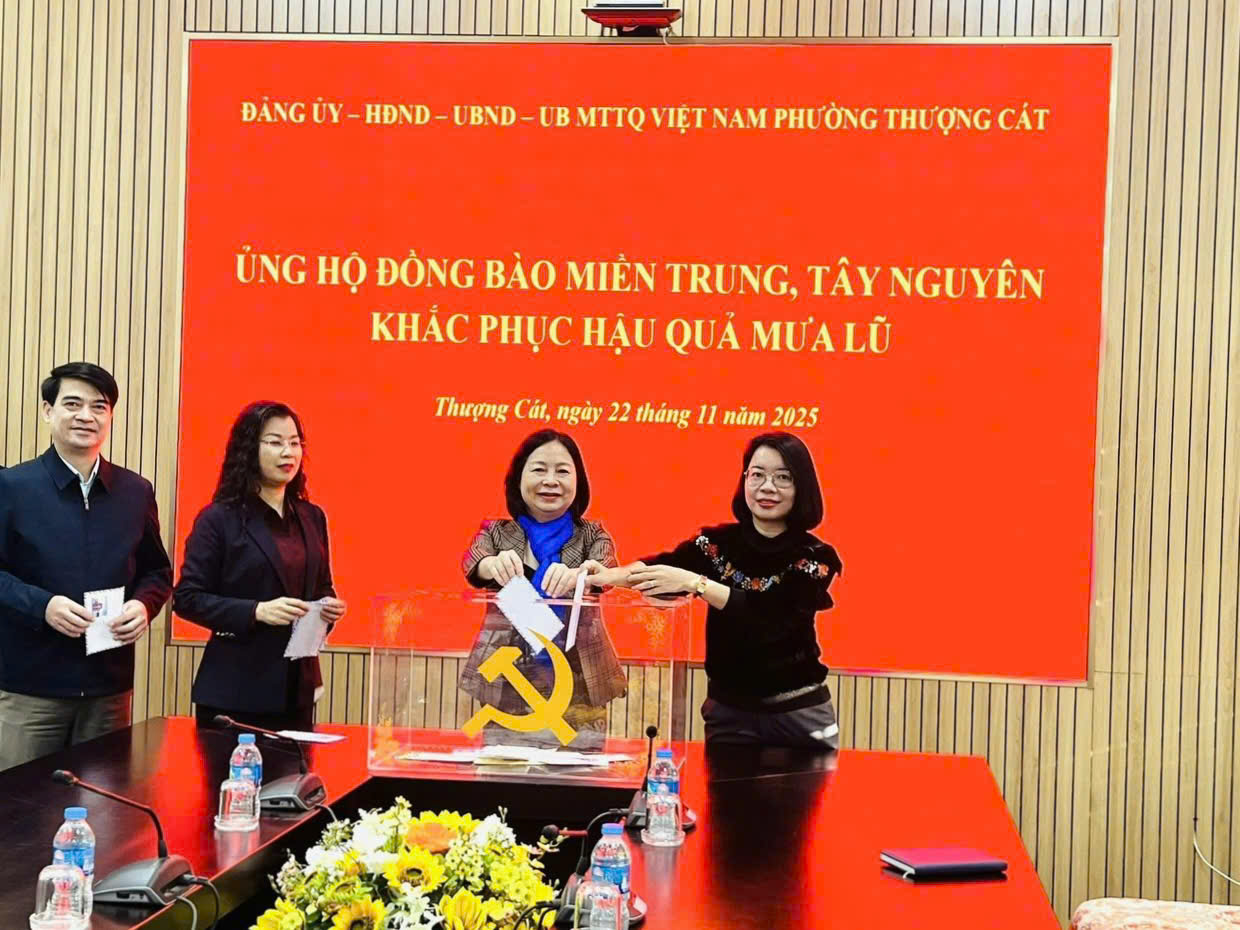 ĐẢNG ỦY – HĐND – UBND – UB MTTQ VIỆT NAM PHƯỜNG THƯỢNG CÁT
ỦNG HỘ ĐỒNG BÀO MIỀN TRUNG, TÂY NGUYÊN
KHẮC PHỤC HẬU QUẢ MƯA LŨ
Thượng Cát, ngày 22 tháng 11 năm 2025